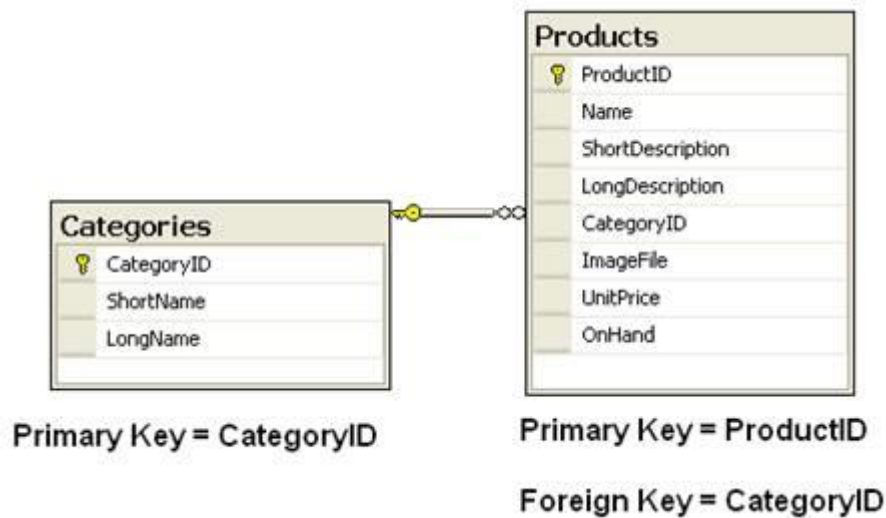 Categories
CategoryID
ShortName
LongName
Primary Key = CategoryID
Products
ProductID
Name
ShortDescription
LongDescription
CategoryID
ImageFile
UnitPrice
OnHand
Primary Key = ProductID
Foreign Key = CategoryID